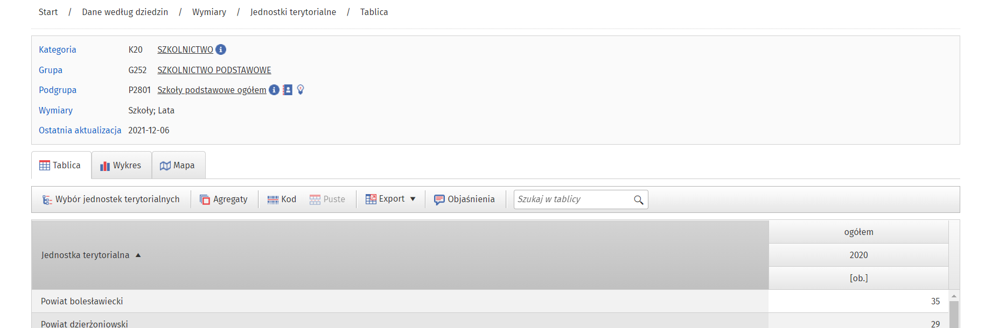 Start / Dane według dziedzin / Wymiary / Jednostki terytorialne / Tablica
Kategoria K20 SZKOLNICTWO
Grupa G252 SZKOLNICTWO PODSTAWOWE
Podgrupa P2801 Szkoły podstawowe ogółem
Wymiary Szkoły; Lata
Ostatnia aktualizacja 2021-12-06
Tablica Wykres Mapa
Wybór jednostek terytorialnych Agregaty Kod Puste Export Objaśnienia Szukaj w tablicy
ogółem
Jednostka terytorialna 2020
[ob.]
Powiat bolesławiecki 35
Powiat dzierżoniowski 29